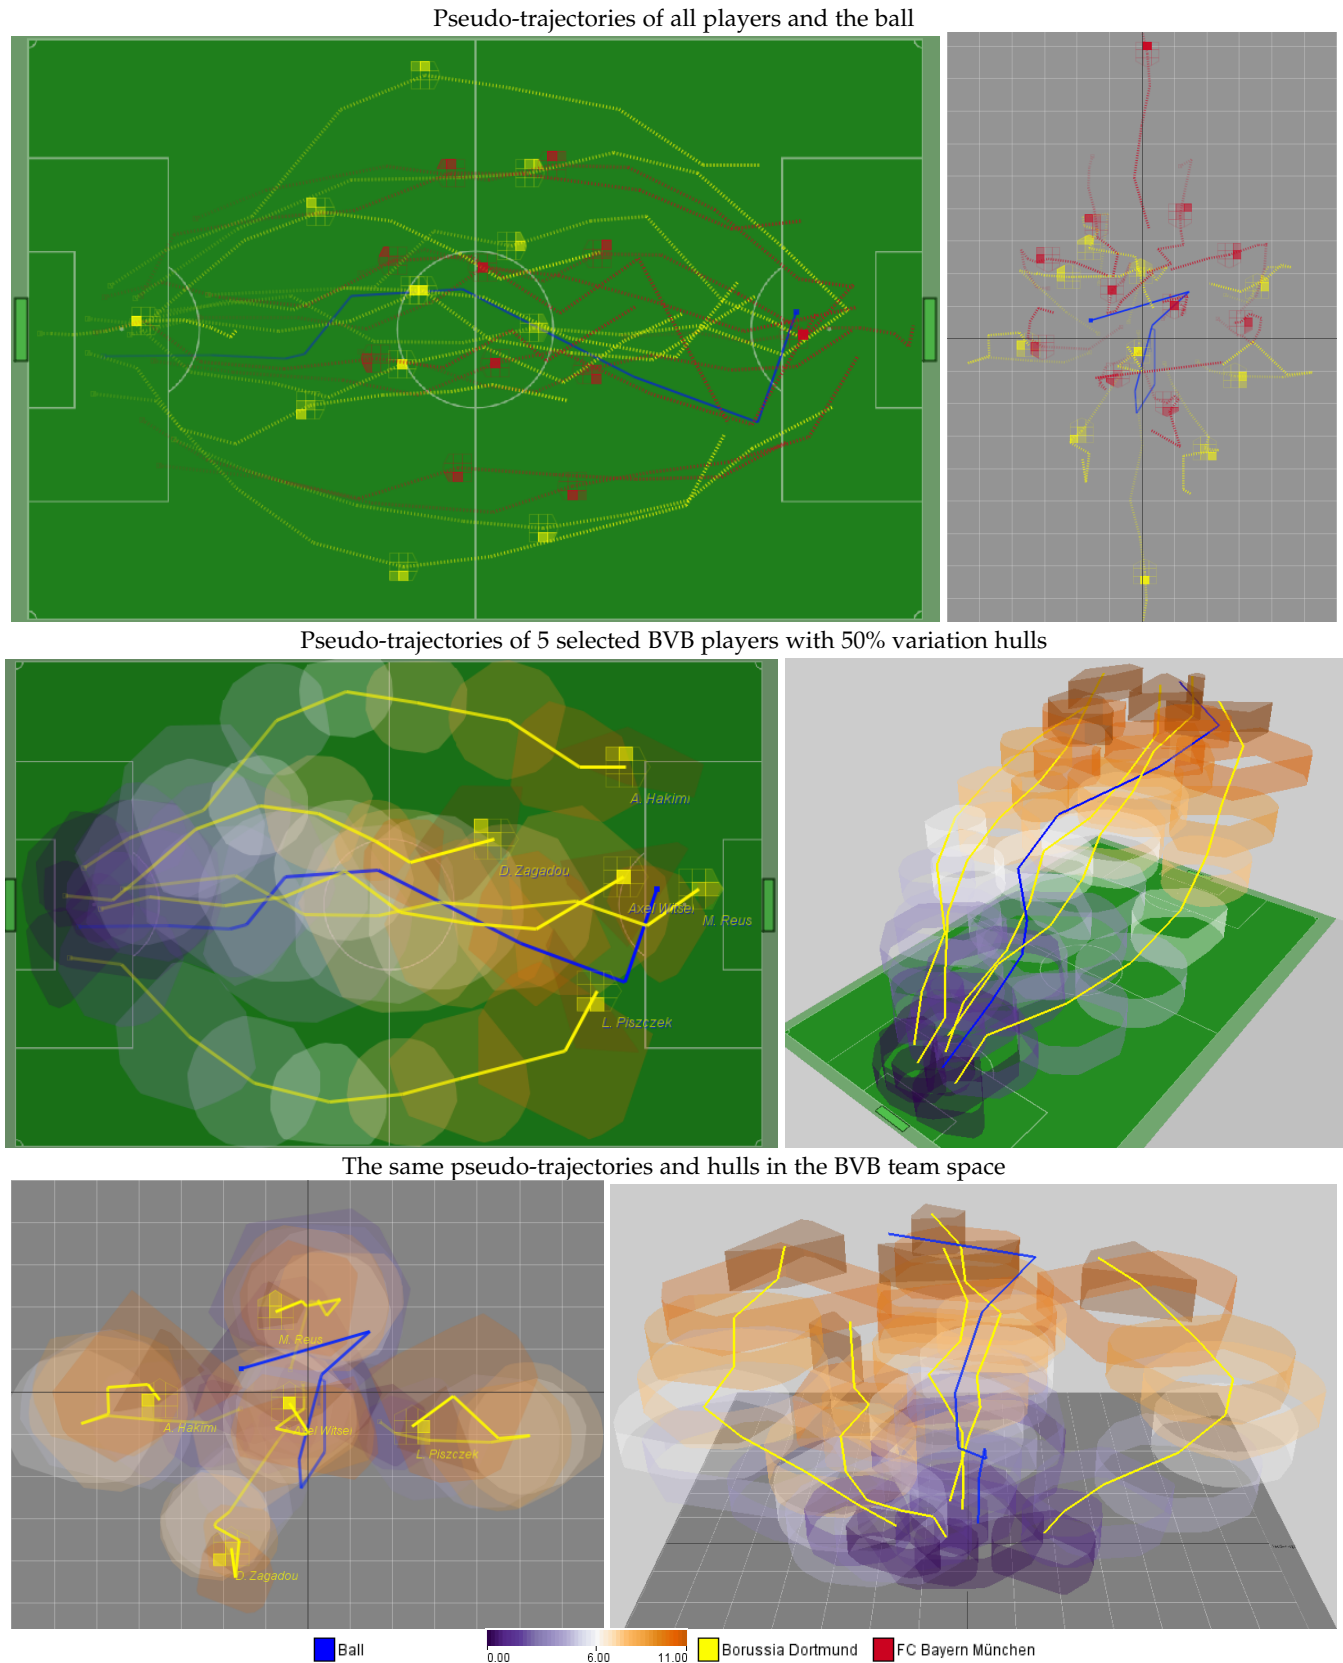 Pseudo-trajectories of all players and the ball
Pseudo-trajectories of 5 selected BVB players with 50% variation hulls
A. Hakimi
D. Zagadou
Axel Witsel
M. Reus
L. Piszczek
The same pseudo-trajectories and hulls in the BVB team space
M. Reus
A. Hakimi
Axel Witsel
L. Piszczek
D. Zagadou
Ball
0.00 6.00 11.00
Borussia Dortmund
FC Bayern München